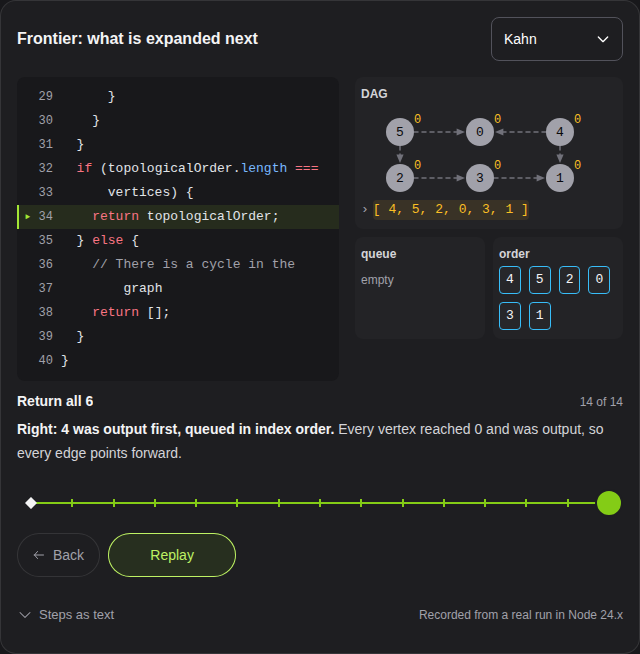 Frontier: what is expanded next
Kahn
29 }
30 }
31 }
32 if (topologicalOrder.length ===
33 vertices) {
34 return topologicalOrder;
35 } else {
36 // There is a cycle in the
37 graph
38 return [];
39 }
40 }
DAG
5 0 0 0 4 0
2 0 3 0 1 0
› [ 4, 5, 2, 0, 3, 1 ]
queue
empty
order
4 5 2 0
3 1
Return all 6
14 of 14
Right: 4 was output first, queued in index order. Every vertex reached 0 and was output, so
every edge points forward.
← Back
Replay
Steps as text
Recorded from a real run in Node 24.x